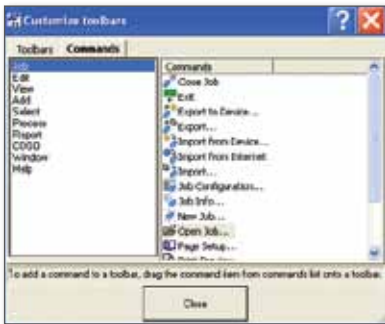 Customize toolbars
Toolbars
Commands
Job
Edit
View
Add
Select
Process
Report
COGO
Window
Help
Commands
Close Job
Exit
Export to Device...
Export...
Import from Device...
Import from Internet
Import...
Job Configuration...
Job Info...
New Job...
Open Job...
Page Setup...
Print Preview
To add a command to a toolbar, drag the command item from commands list onto a toolbar.
Close